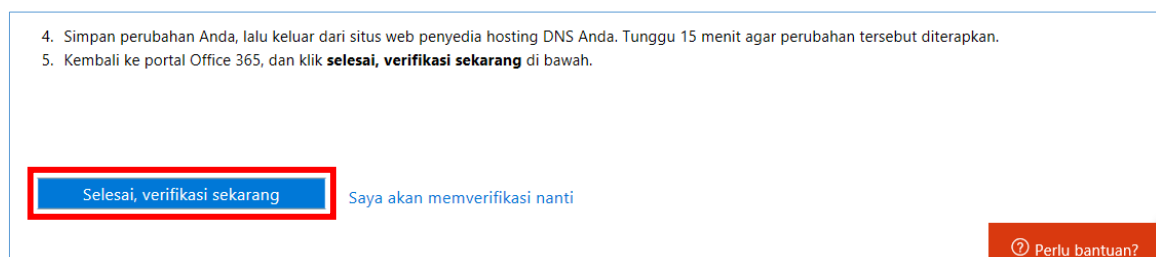 4. Simpan perubahan Anda, lalu keluar dari situs web penyedia hosting DNS Anda. Tunggu 15 menit agar perubahan tersebut diterapkan.
5. Kembali ke portal Office 365, dan klik selesai, verifikasi sekarang di bawah.
Selesai, verifikasi sekarang
Saya akan memverifikasi nanti
Perlu bantuan?